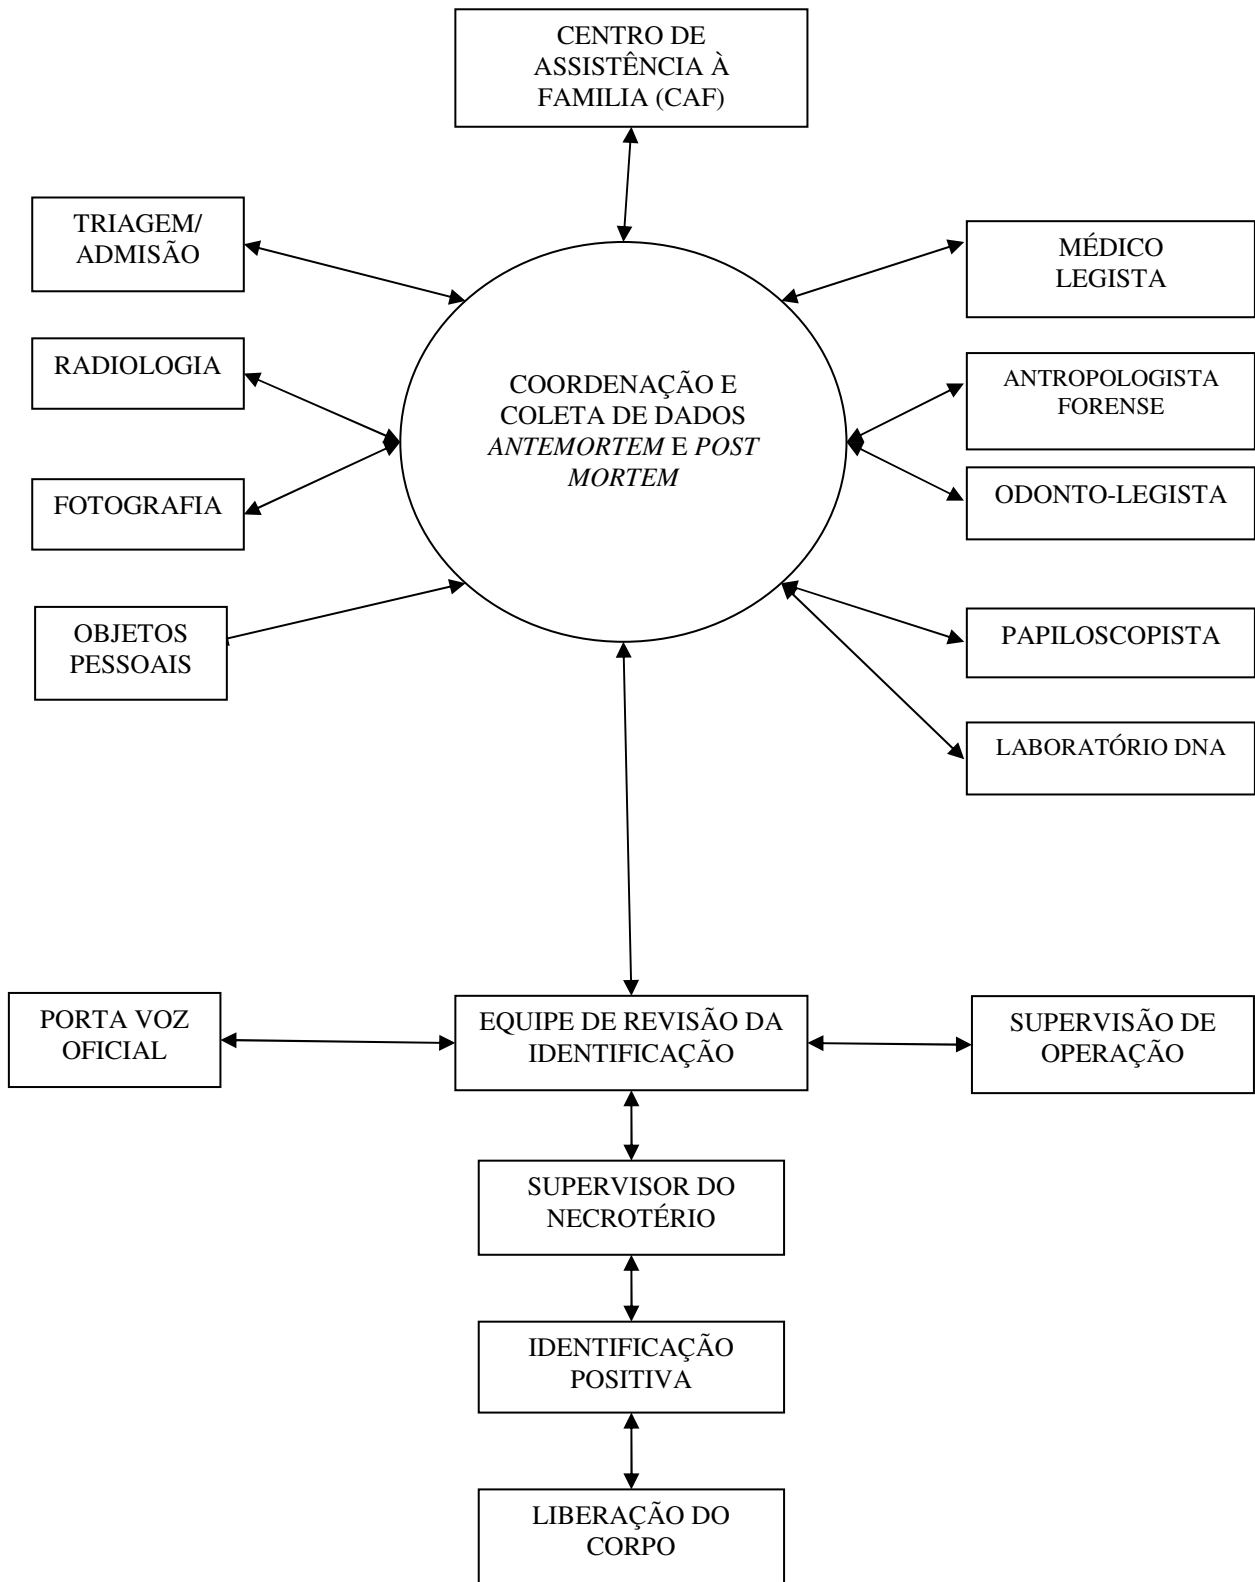 CENTRO DE
ASSISTÊNCIA À
FAMILIA (CAF)
TRIAGEM/
ADMISÃO
MÉDICO
LEGISTA
RADIOLOGIA
ANTROPOLOGISTA
FORENSE
COORDENAÇÃO E
COLETA DE DADOS
ANTEMORTEM E POST
MORTEM
FOTOGRAFIA
ODONTO-LEGISTA
OBJETOS
PESSOAIS
PAPILOSCOPISTA
LABORATÓRIO DNA
PORTA VOZ
OFICIAL
EQUIPE DE REVISÃO DA
IDENTIFICAÇÃO
SUPERVISÃO DE
OPERAÇÃO
SUPERVISOR DO
NECROTÉRIO
IDENTIFICAÇÃO
POSITIVA
LIBERAÇÃO DO
CORPO